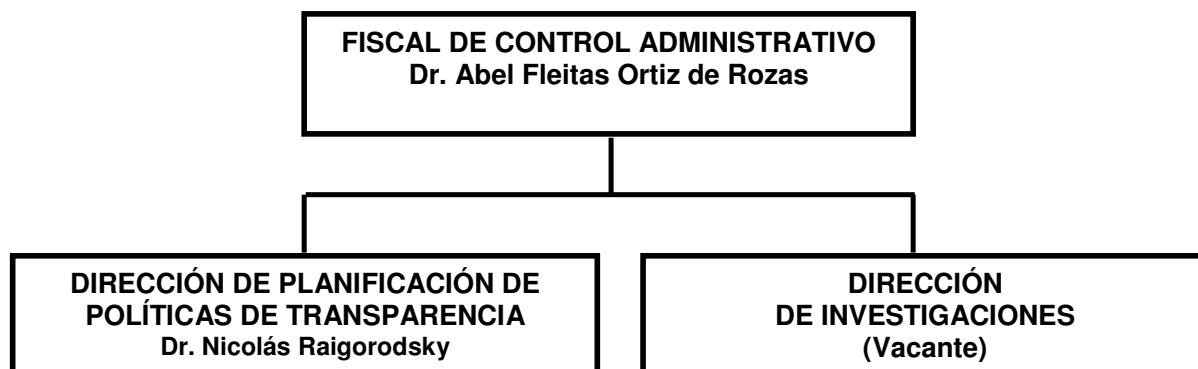 FISCAL DE CONTROL ADMINISTRATIVO
Dr. Abel Fleitas Ortiz de Rozas
DIRECCIÓN DE PLANIFICACIÓN DE
POLÍTICAS DE TRANSPARENCIA
Dr. Nicolás Raigorodsky
DIRECCIÓN
DE INVESTIGACIONES
(Vacante)